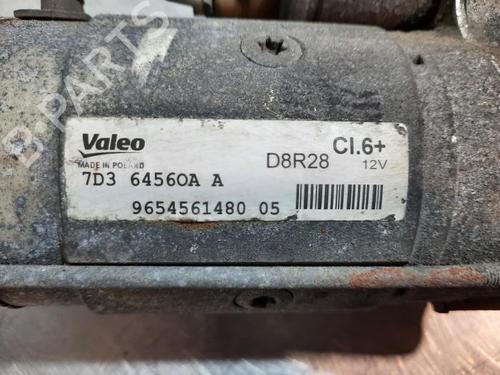 B-PARTS
Valeo
MADE IN POLAND
D8R28
Cl.6+
12V
7D3 64560A A
9654561480 05